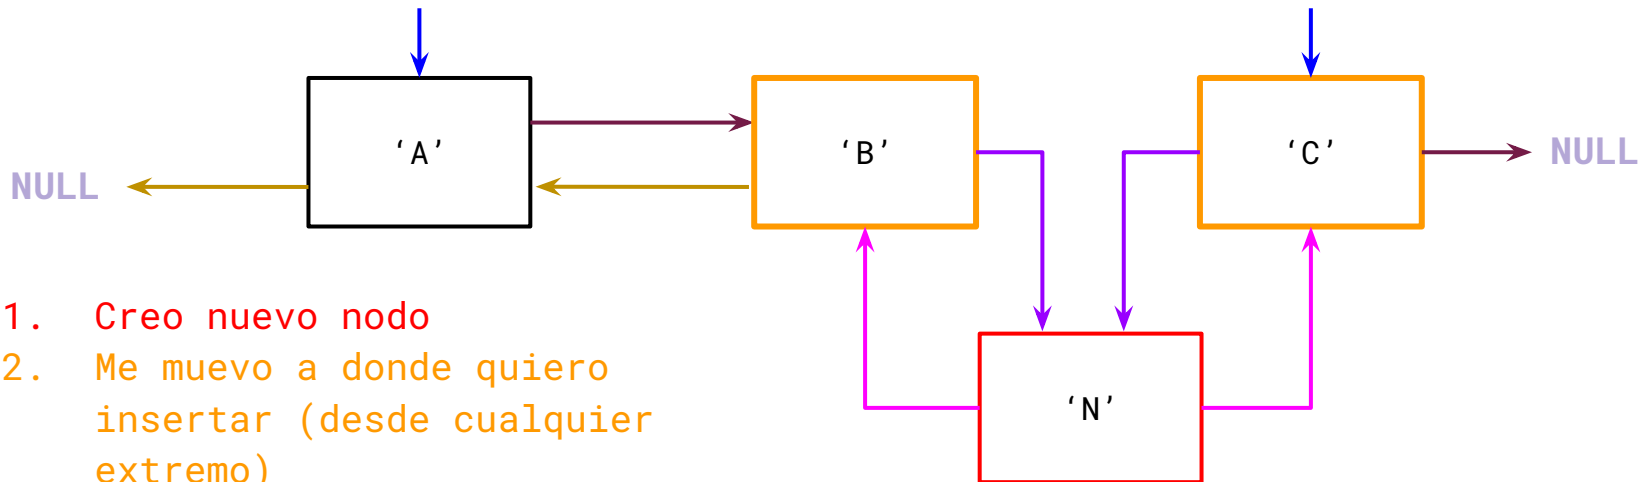 ‘A’
‘B’
‘C’
NULL
NULL
1. Creo nuevo nodo
2. Me muevo a donde quiero
insertar (desde cualquier
extremo)
‘N’